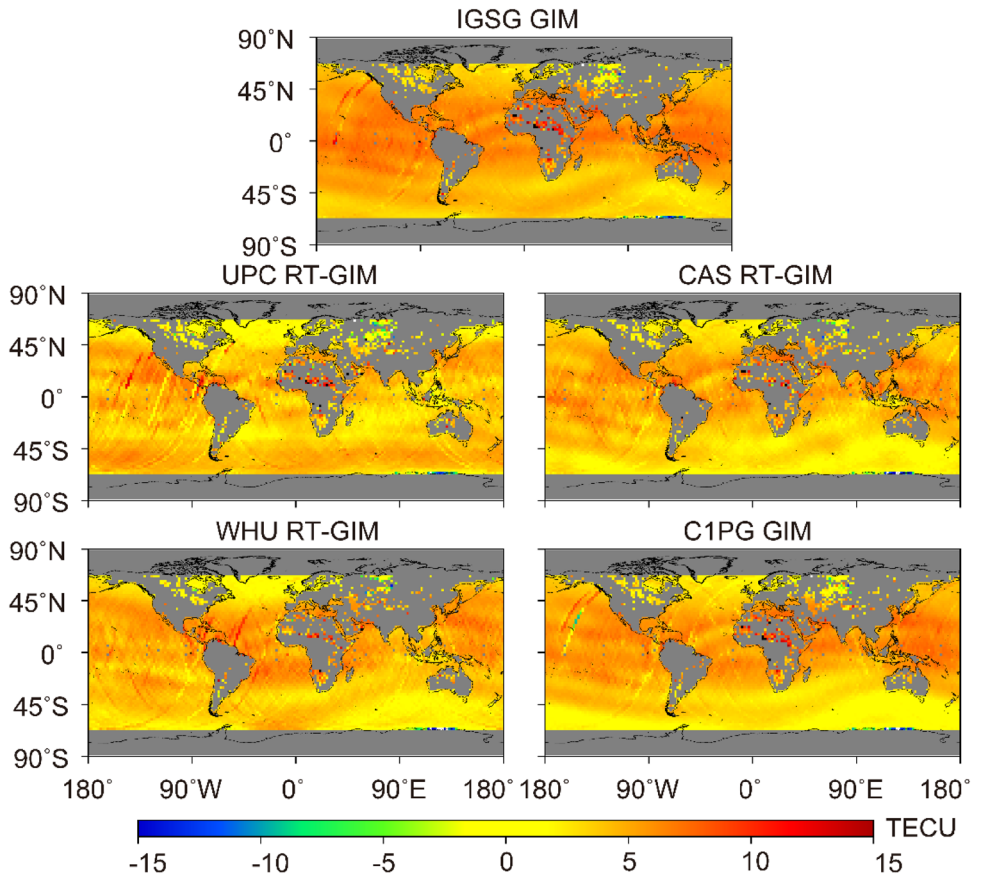 IGSG GIM
90°N
45°N
0°
45°S
90°S
UPC RT-GIM CAS RT-GIM
90°N
45°N
0°
45°S
90°S
WHU RT-GIM C1PG GIM
90°N
45°N
0°
45°S
90°S
180° 90°W 0° 90°E 180° 180° 90°W 0° 90°E 180°
TECU
-15 -10 -5 0 5 10 15